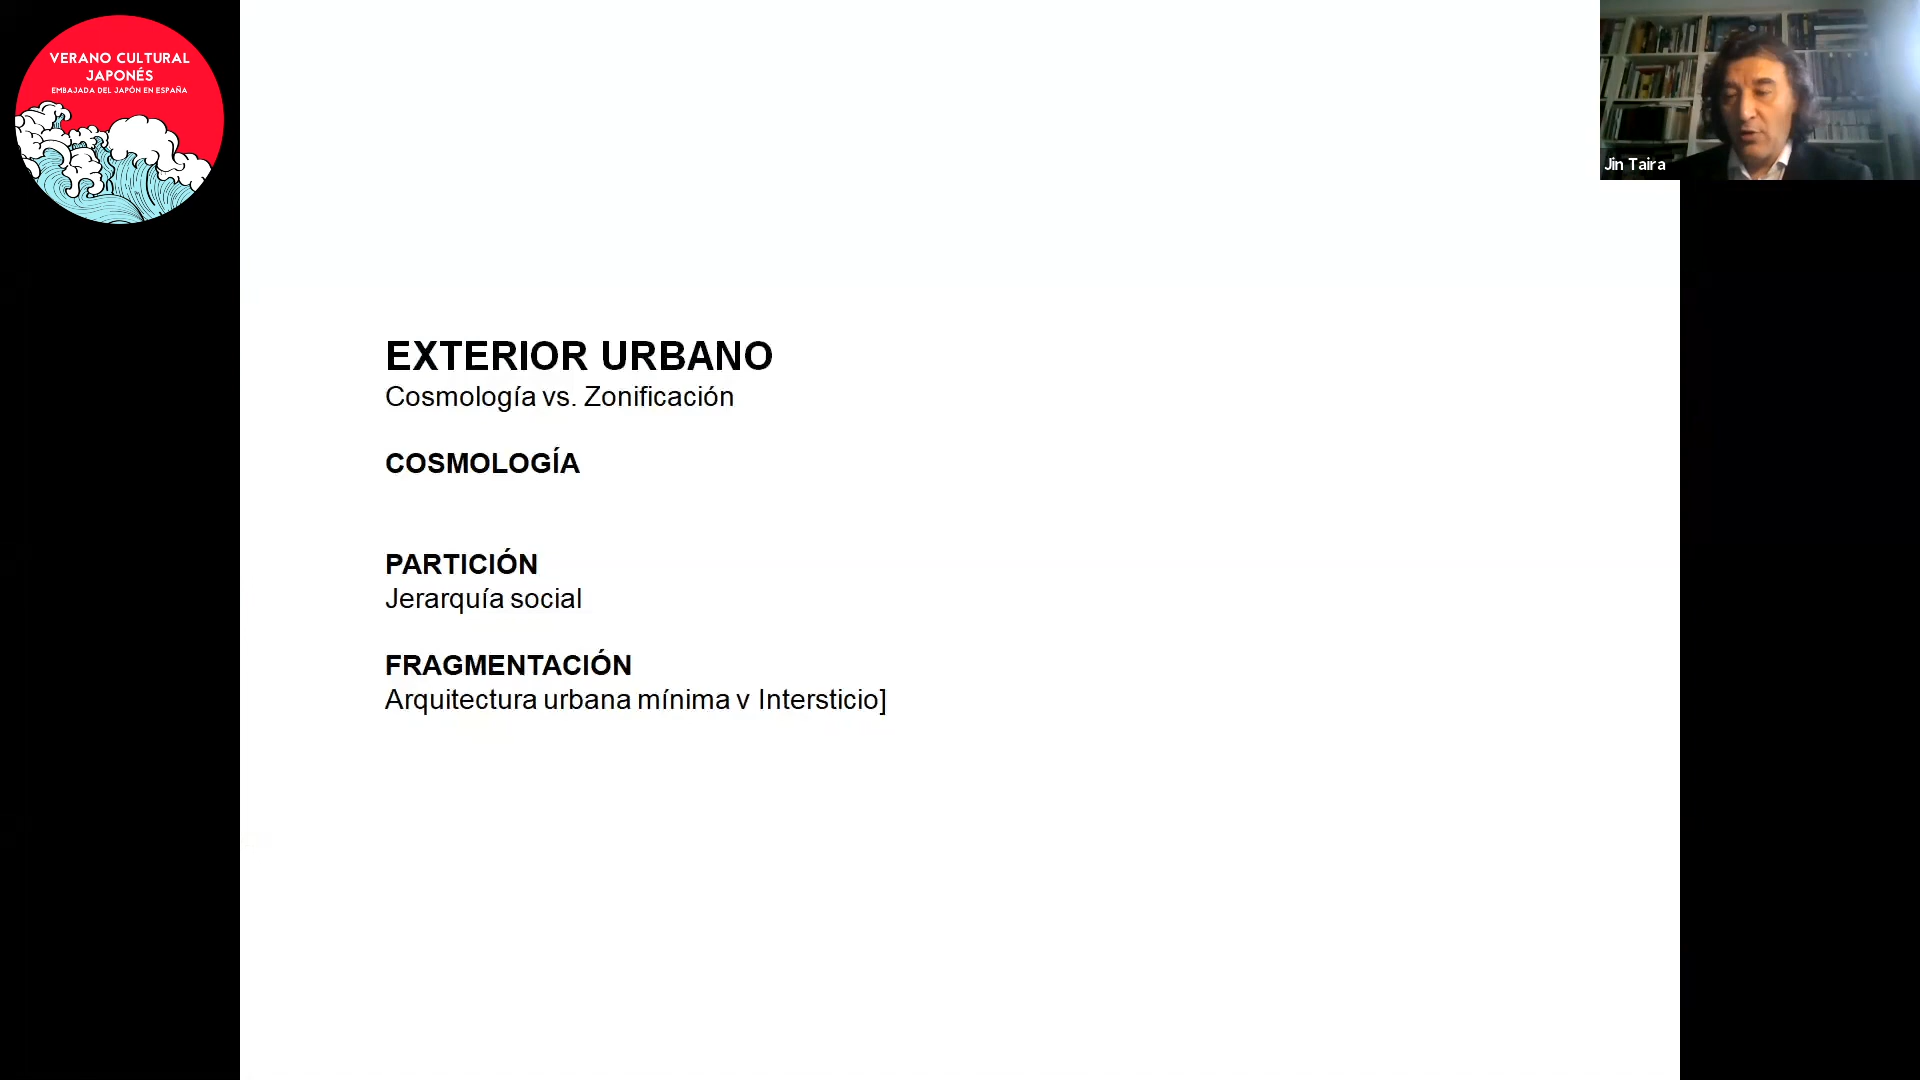 VERANO CULTURAL
JAPONÉS
EMBAJADA DEL JAPÓN EN ESPAÑA
Jin Taira
EXTERIOR URBANO
Cosmología vs. Zonificación
COSMOLOGÍA
PARTICIÓN
Jerarquía social
FRAGMENTACIÓN
Arquitectura urbana mínima v Intersticio]